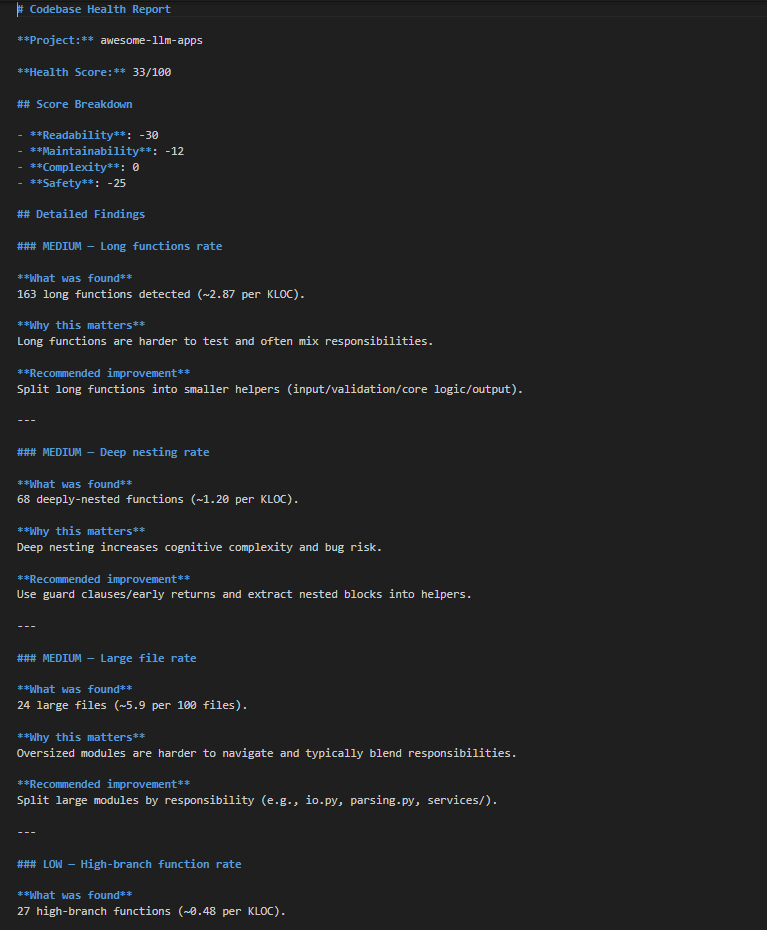 # Codebase Health Report
**Project:** awesome-llm-apps
**Health Score:** 33/100
## Score Breakdown
- **Readability**: -30
- **Maintainability**: -12
- **Complexity**: 0
- **Safety**: -25
## Detailed Findings
### MEDIUM — Long functions rate
**What was found**
163 long functions detected (~2.87 per KLOC).
**Why this matters**
Long functions are harder to test and often mix responsibilities.
**Recommended improvement**
Split long functions into smaller helpers (input/validation/core logic/output).
---
### MEDIUM — Deep nesting rate
**What was found**
68 deeply-nested functions (~1.20 per KLOC).
**Why this matters**
Deep nesting increases cognitive complexity and bug risk.
**Recommended improvement**
Use guard clauses/early returns and extract nested blocks into helpers.
---
### MEDIUM — Large file rate
**What was found**
24 large files (~5.9 per 100 files).
**Why this matters**
Oversized modules are harder to navigate and typically blend responsibilities.
**Recommended improvement**
Split large modules by responsibility (e.g., io.py, parsing.py, services/).
---
### LOW — High-branch function rate
**What was found**
27 high-branch functions (~0.48 per KLOC).